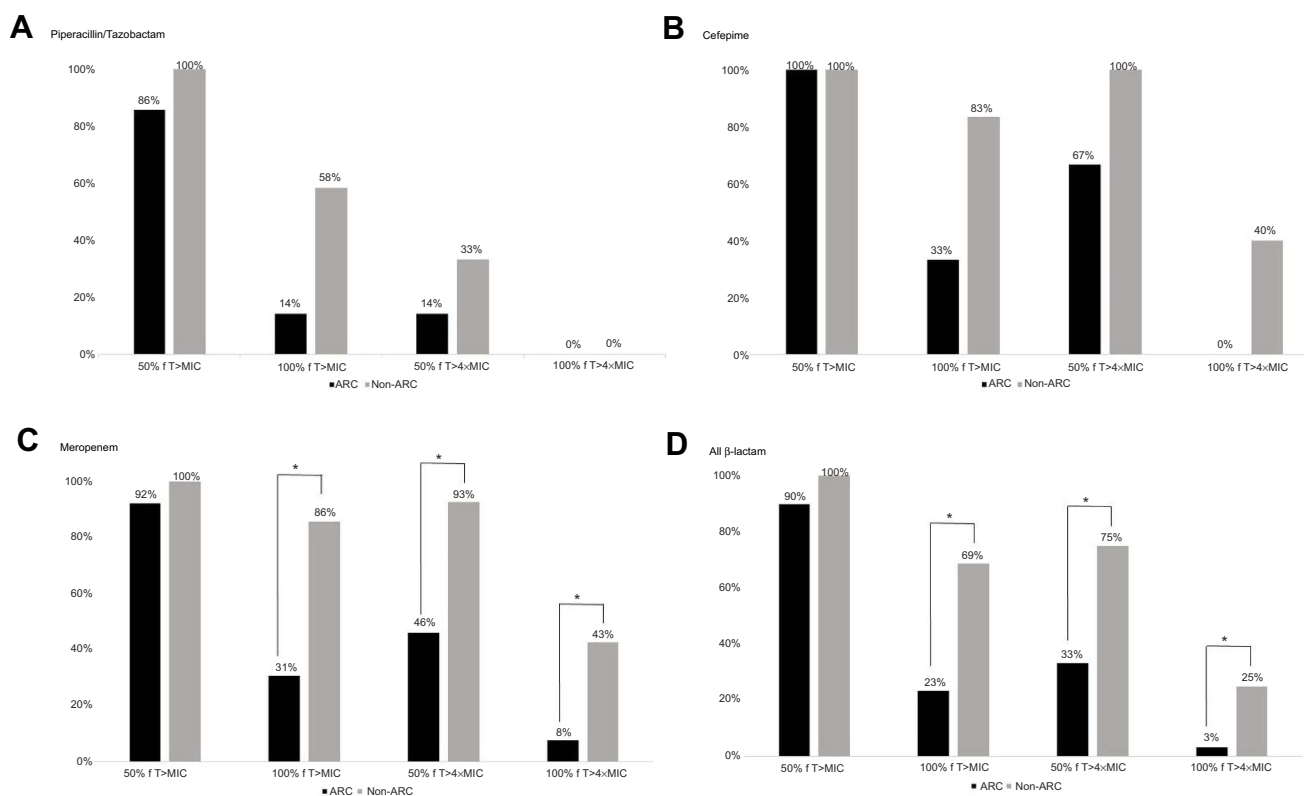 A
Piperacillin/Tazobactam
100%
80%
60%
40%
20%
0%
86%
100%
14%
58%
14%
33%
0%
0%
50% f T>MIC
100% f T>MIC
50% f T>4×MIC
100% f T>4×MIC
ARC Non-ARC
B
Cefepime
100%
80%
60%
40%
20%
0%
100%
100%
33%
83%
67%
100%
0%
40%
50% f T>MIC
100% f T>MIC
50% f T>4×MIC
100% f T>4×MIC
ARC Non-ARC
C
Meropenem
100%
80%
60%
40%
20%
0%
92%
100%
*
31%
86%
*
46%
93%
*
8%
43%
50% f T>MIC
100% f T>MIC
50% f T>4×MIC
100% f T>4×MIC
ARC Non-ARC
D
All β-lactam
100%
80%
60%
40%
20%
0%
90%
100%
*
23%
69%
*
33%
75%
*
3%
25%
50% f T>MIC
100% f T>MIC
50% f T>4×MIC
100% f T>4×MIC
ARC Non-ARC